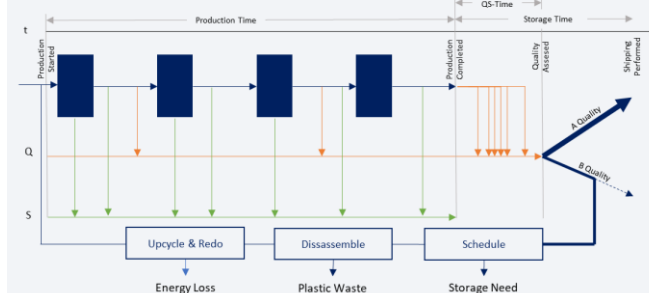 QS-Time
Production Time
Storage Time
t
Production
Started
Production
Completed
Quality
Assesed
Shipping
Performed
A Quality
Q
B Quality
S
Upcycle & Redo
Dissassemble
Schedule
Energy Loss
Plastic Waste
Storage Need